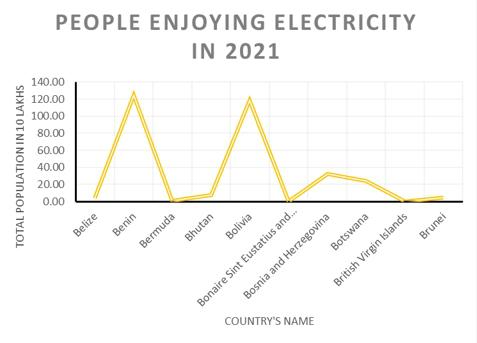 PEOPLE ENJOYING ELECTRICITY
IN 2021
TOTAL POPULATION IN 10 LAKHS
140.00
120.00
100.00
80.00
60.00
40.00
20.00
0.00
Belize
Benin
Bermuda
Bhutan
Bolivia
Bonaire Sint Eustatius and...
Bosnia and Herzegovina
Botswana
British Virgin Islands
Brunei
COUNTRY'S NAME